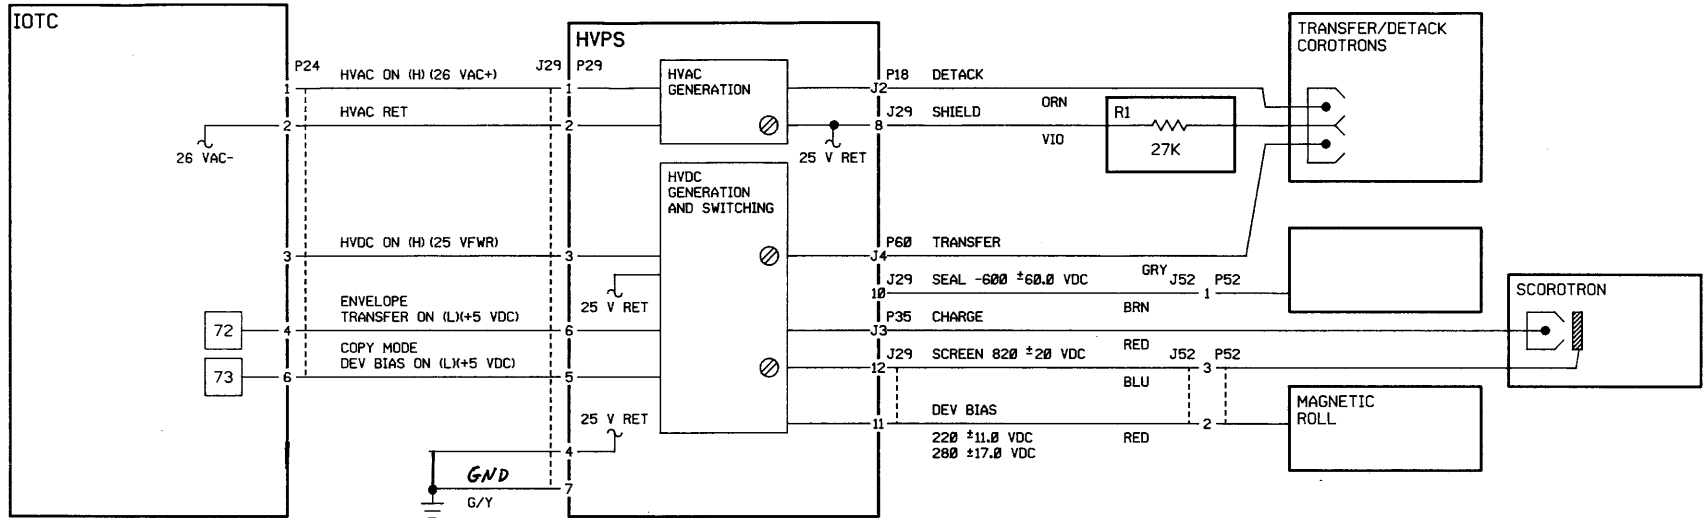 IOTC
HVPS
TRANSFER/DETACK
COROTRONS
P24
HVAC ON (H) (26 VAC+)
J29 P29
HVAC
GENERATION
P18 DETACK
1
1
J2
ORN
HVAC RET
J29 SHIELD
R1
2
2
8
VIO
27K
26 VAC-
25 V RET
HVDC
GENERATION
AND SWITCHING
HVDC ON (H) (25 VFWR)
P60 TRANSFER
3
3
J4
GRY
J29 SEAL -600 ±60.0 VDC
J52 P52
10
1
BRN
25 V RET
SCOROTRON
ENVELOPE
TRANSFER ON (L)(+5 VDC)
P35 CHARGE
72
4
6
J3
RED
COPY MODE
DEV BIAS ON (L)(+5 VDC)
J29 SCREEN 820 ±20 VDC
J52 P52
73
6
5
12
3
BLU
MAGNETIC
ROLL
25 V RET
DEV BIAS
11
2
220 ±11.0 VDC
280 ±17.0 VDC
RED
4
GND
7
G/Y